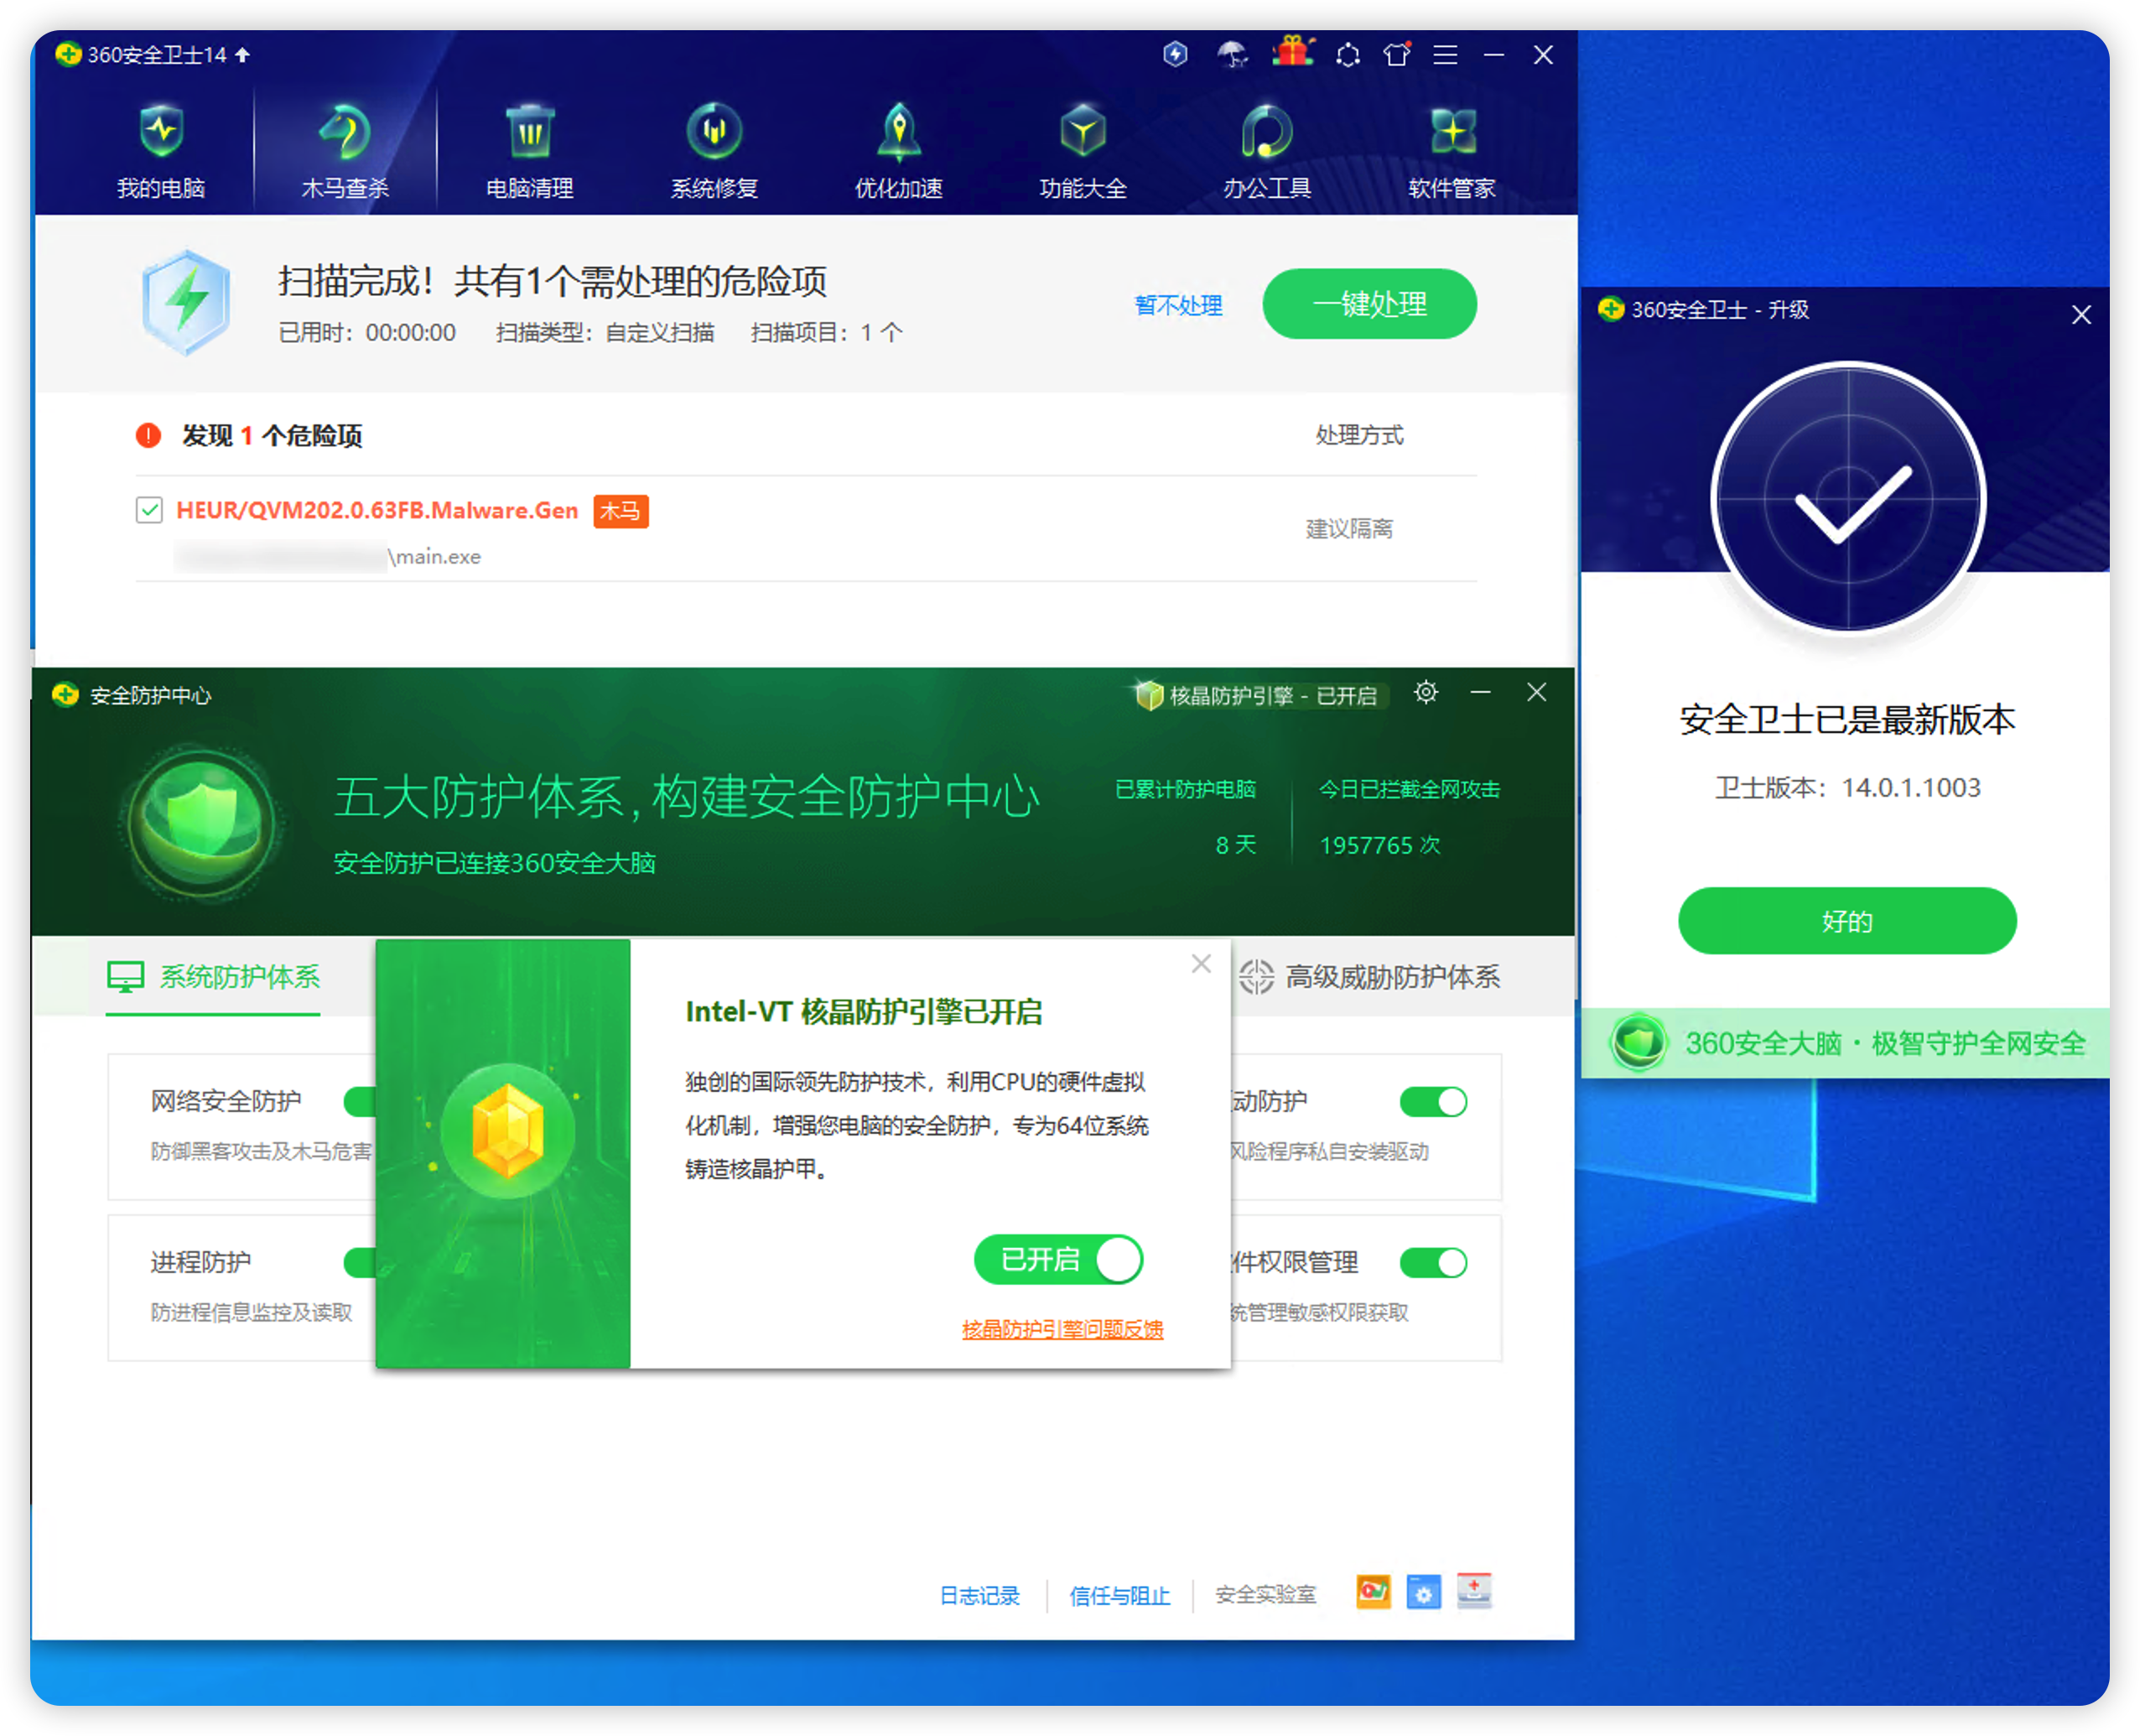 360安全卫士14
我的电脑
木马查杀
电脑清理
系统修复
优化加速
功能大全
办公工具
软件管家
扫描完成！共有1个需处理的危险项
已用时：00:00:00 扫描类型：自定义扫描 扫描项目：1 个
暂不处理
一键处理
发现 1 个危险项
处理方式
HEUR/QVM202.0.63FB.Malware.Gen 木马
\main.exe
建议隔离
360安全卫士 - 升级
安全卫士已是最新版本
卫士版本：14.0.1.1003
好的
360安全大脑·极智守护全网安全
安全防护中心
核晶防护引擎 - 已开启
五大防护体系,构建安全防护中心
安全防护已连接360安全大脑
已累计防护电脑
8 天
今日已拦截全网攻击
1957765 次
系统防护体系
高级威胁防护体系
网络安全防护
防御黑客攻击及木马危害
进程防护
防进程信息监控及读取
Intel-VT 核晶防护引擎已开启
独创的国际领先防护技术，利用CPU的硬件虚拟
化机制，增强您电脑的安全防护，专为64位系统
铸造核晶护甲。
已开启
核晶防护引擎问题反馈
动防护
风险程序私自安装驱动
件权限管理
统管理敏感权限获取
日志记录
信任与阻止
安全实验室